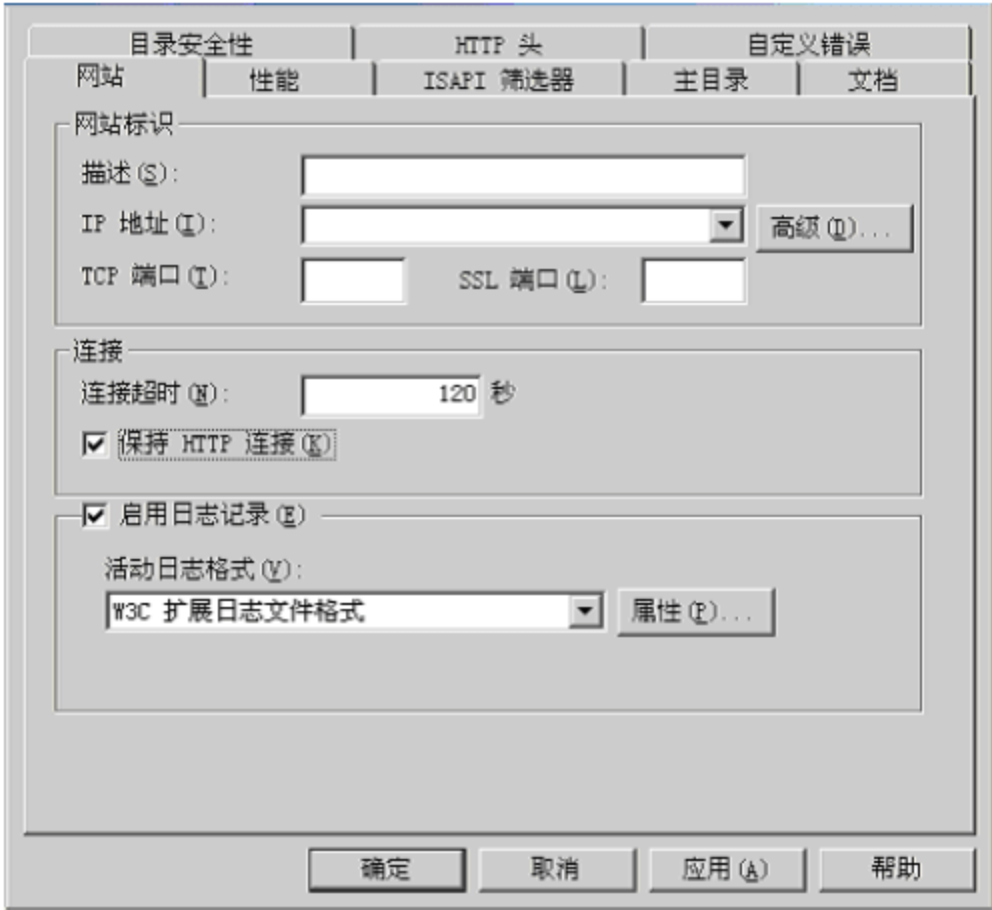 目录安全性 HTTP 头 自定义错误
网站 性能 ISAPI 筛选器 主目录 文档
网站标识
描述(S):
IP 地址(I): 高级(D)...
TCP 端口(T): SSL 端口(L):
连接
连接超时(N): 120 秒
保持 HTTP 连接(K)
启用日志记录(E)
活动日志格式(V):
W3C 扩展日志文件格式 属性(P)...
确定 取消 应用(A) 帮助